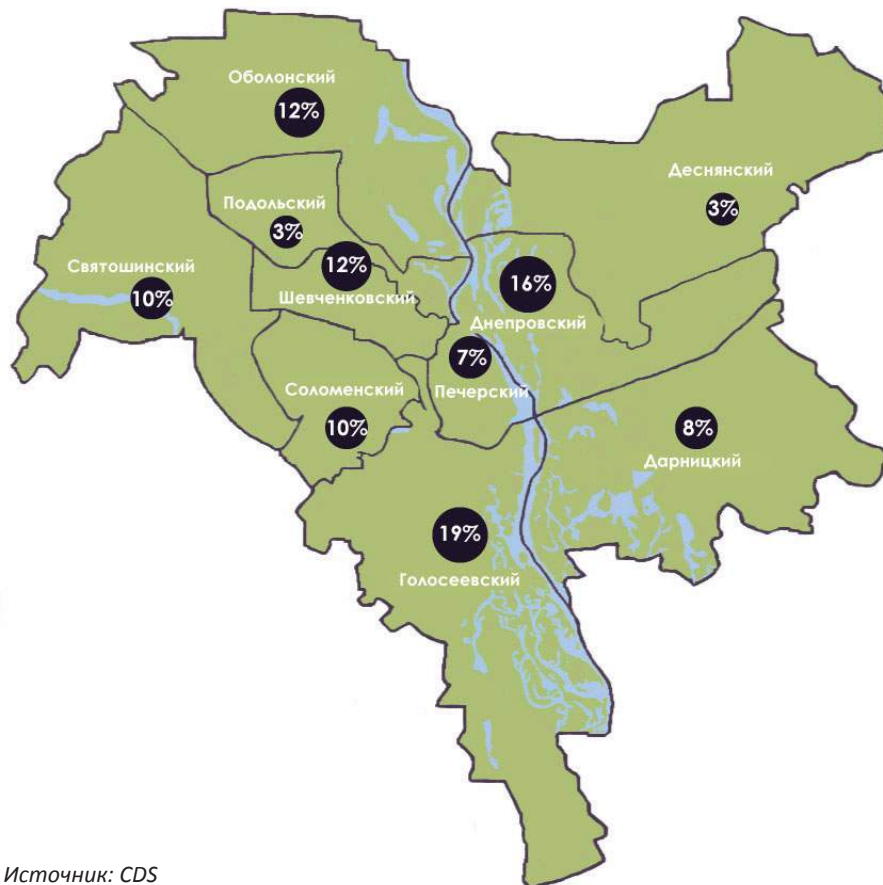 Оболонский
12%
Деснянский
3%
Подольский
3%
Святошинский
10%
12%
Шевченковский
16%
Днепровский
7%
Печерский
Соломенский
10%
8%
Дарницкий
19%
Голосеевский
Источник: CDS